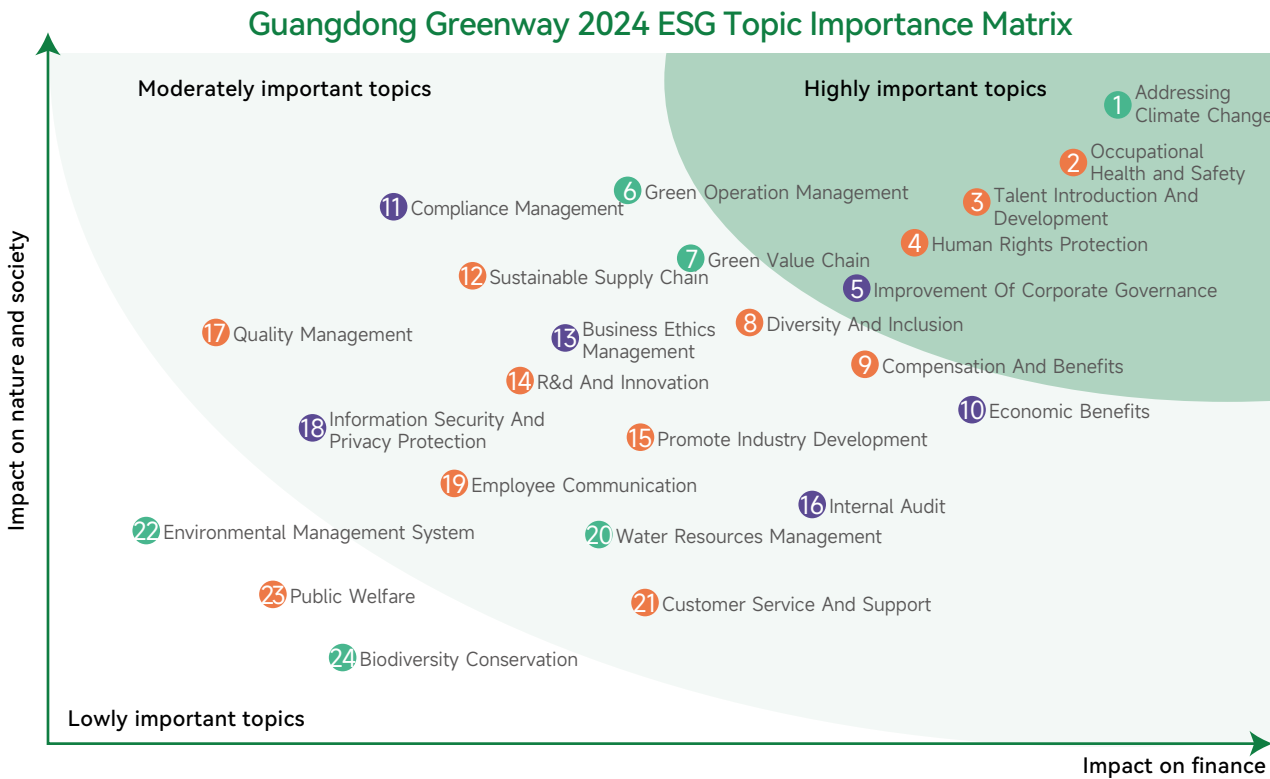 Guangdong Greenway 2024 ESG Topic Importance Matrix
Moderately important topics
Highly important topics
1 Addressing
Climate Change
2 Occupational
Health and Safety
3 Talent Introduction And
Development
4 Human Rights Protection
5 Improvement Of Corporate Governance
6 Green Operation Management
7 Green Value Chain
8 Diversity And Inclusion
9 Compensation And Benefits
10 Economic Benefits
11 Compliance Management
12 Sustainable Supply Chain
13 Business Ethics
Management
14 R&d And Innovation
15 Promote Industry Development
16 Internal Audit
17 Quality Management
18 Information Security And
Privacy Protection
19 Employee Communication
20 Water Resources Management
21 Customer Service And Support
22 Environmental Management System
23 Public Welfare
24 Biodiversity Conservation
Lowly important topics
Impact on nature and society
Impact on finance